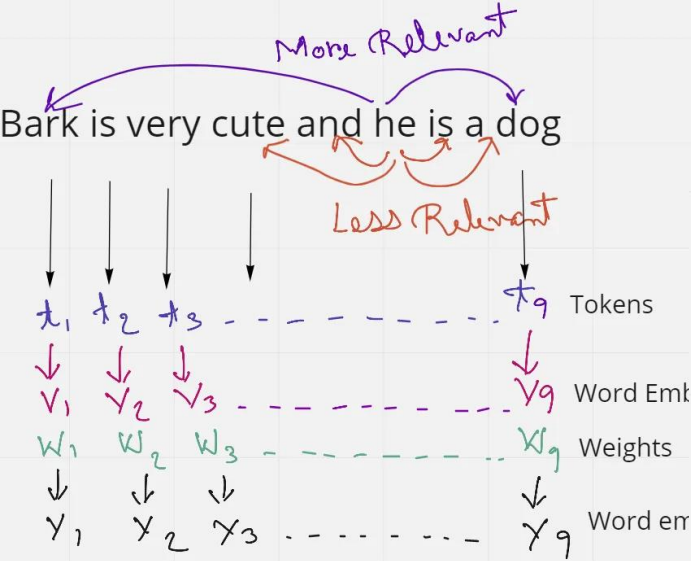 More Relevant
Bark is very cute and he is a dog
Less Relevant
t1 t2 t3 t9 Tokens
V1 V2 V3 V9 Word Emb
W1 W2 W3 W9 Weights
Y1 Y2 Y3 Y9 Word em